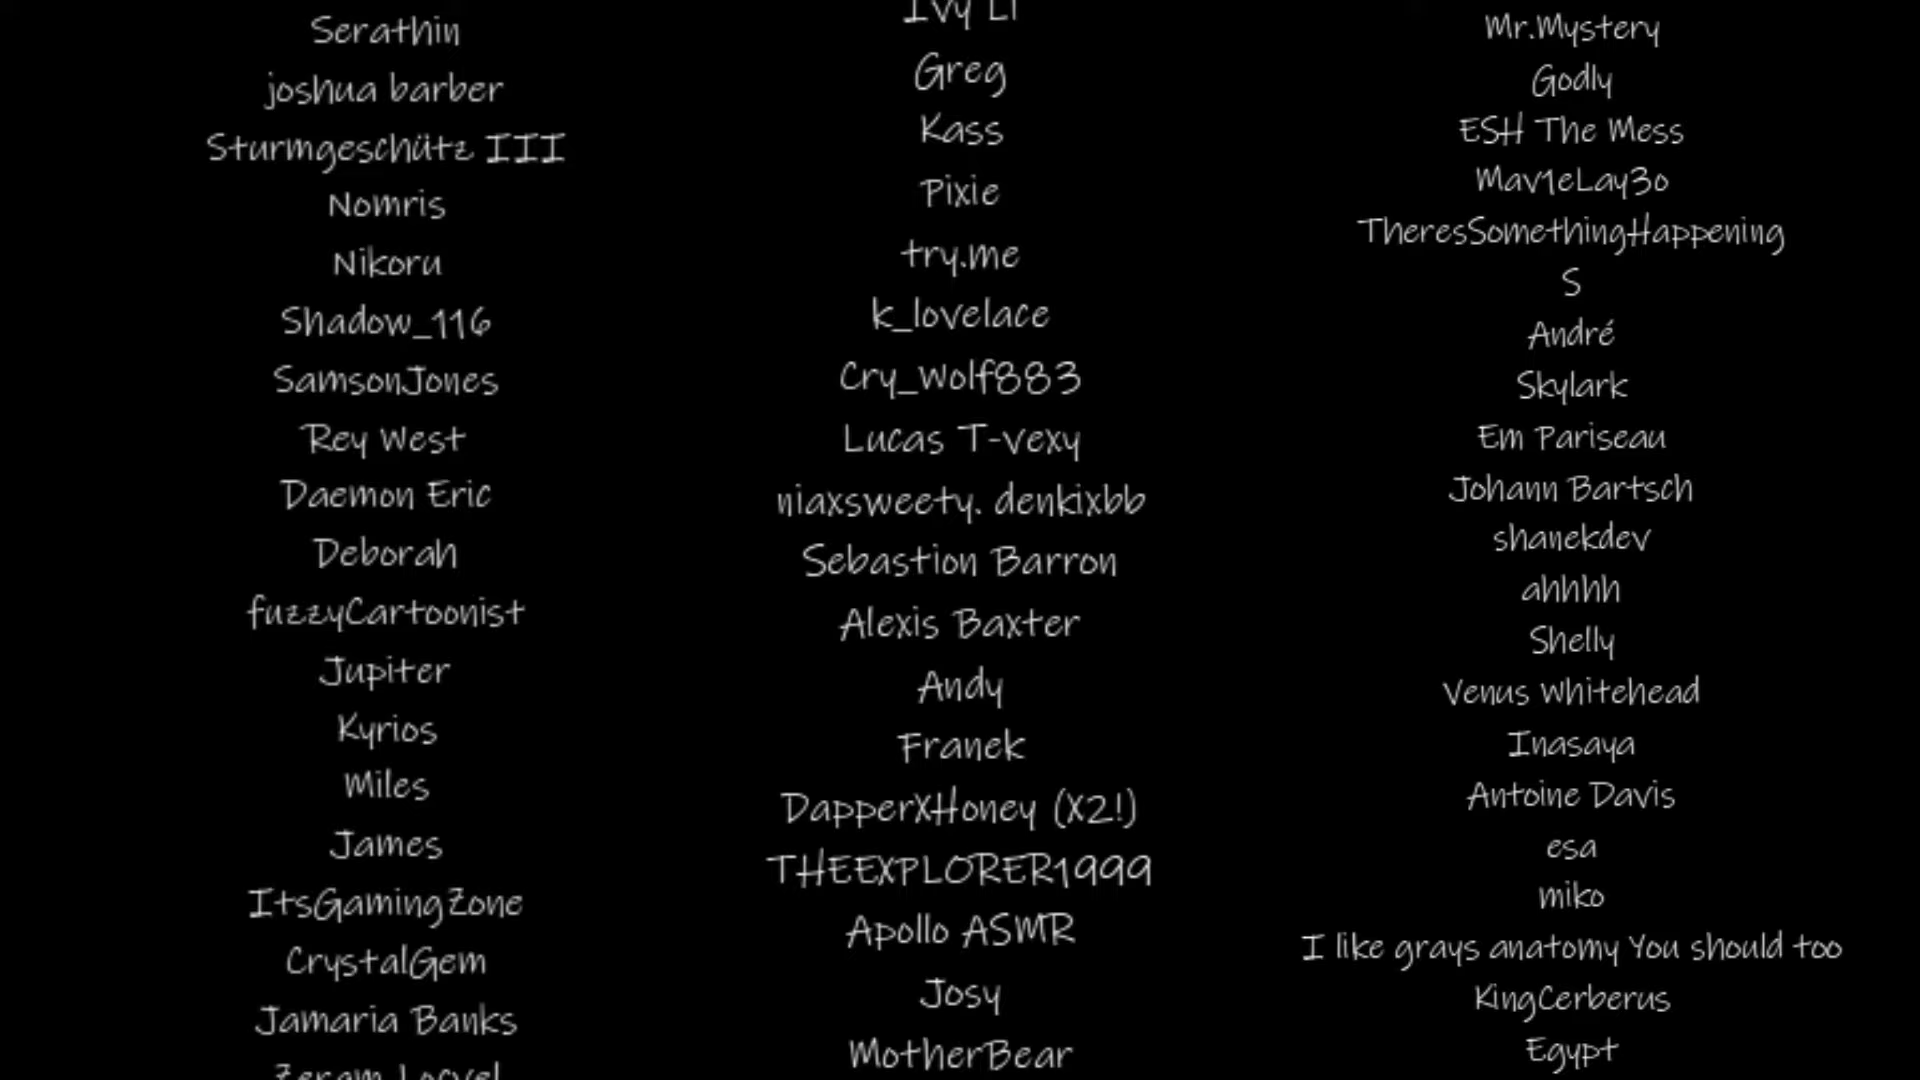 Serathin
joshua barber
Sturmgeschütz III
Nomris
Nikoru
Shadow_116
SamsonJones
Rey West
Daemon Eric
Deborah
fuzzyCartoonist
Jupiter
Kyrios
Miles
James
ItsGamingZone
CrystalGem
Jamaria Banks
Ivy Li
Greg
Kass
Pixie
try.me
k_lovelace
Cry_Wolf883
Lucas T-vexy
niaxsweety. denkixbb
Sebastion Barron
Alexis Baxter
Andy
Franek
DapperXHoney (X2!)
THEEXPLORER1999
Apollo ASMR
Josy
MotherBear
Mr.Mystery
Godly
ESH The Mess
Mav1eLay3o
TheresSomethingHappening
S
André
Skylark
Em Pariseau
Johann Bartsch
shanekdev
ahhhh
Shelly
Venus Whitehead
Inasaya
Antoine Davis
esa
miko
I like grays anatomy You should too
KingCerberus
Egypt